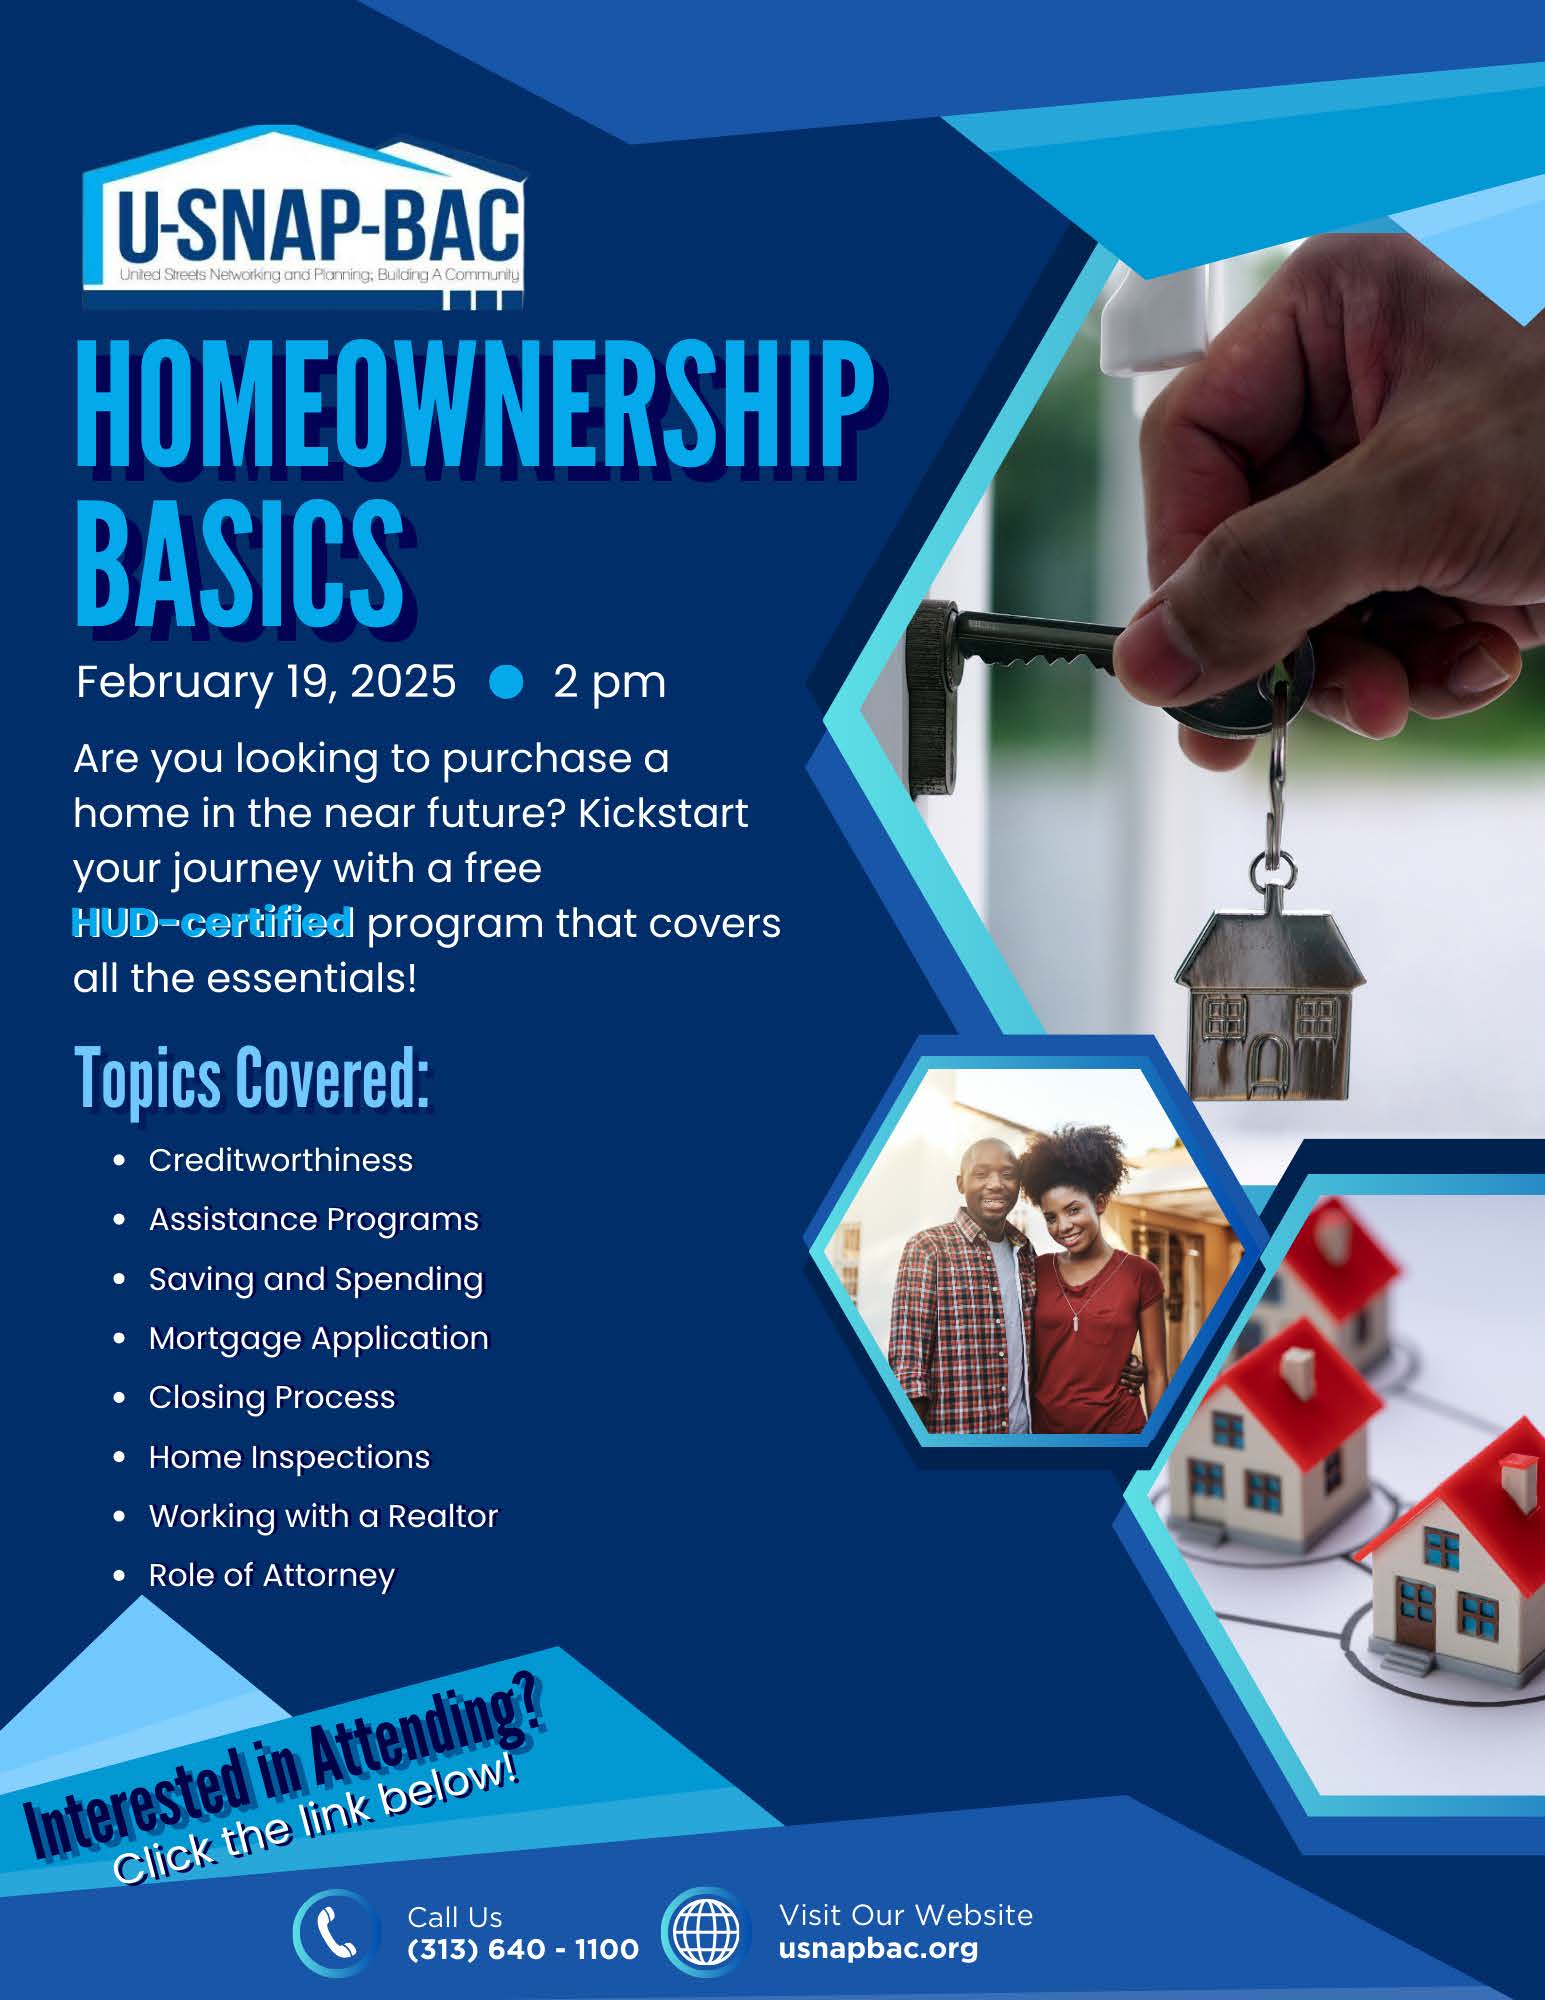 U-SNAP-BAC
United Streets Networking and Planning; Building A Community
HOMEOWNERSHIP
BASICS
February 19, 2025 ● 2 pm
Are you looking to purchase a
home in the near future? Kickstart
your journey with a free
HUD-certified program that covers
all the essentials!
Topics Covered:
• Creditworthiness
• Assistance Programs
• Saving and Spending
• Mortgage Application
• Closing Process
• Home Inspections
• Working with a Realtor
• Role of Attorney
Interested in Attending?
Click the link below!
Call Us
(313) 640 - 1100
Visit Our Website
usnapbac.org